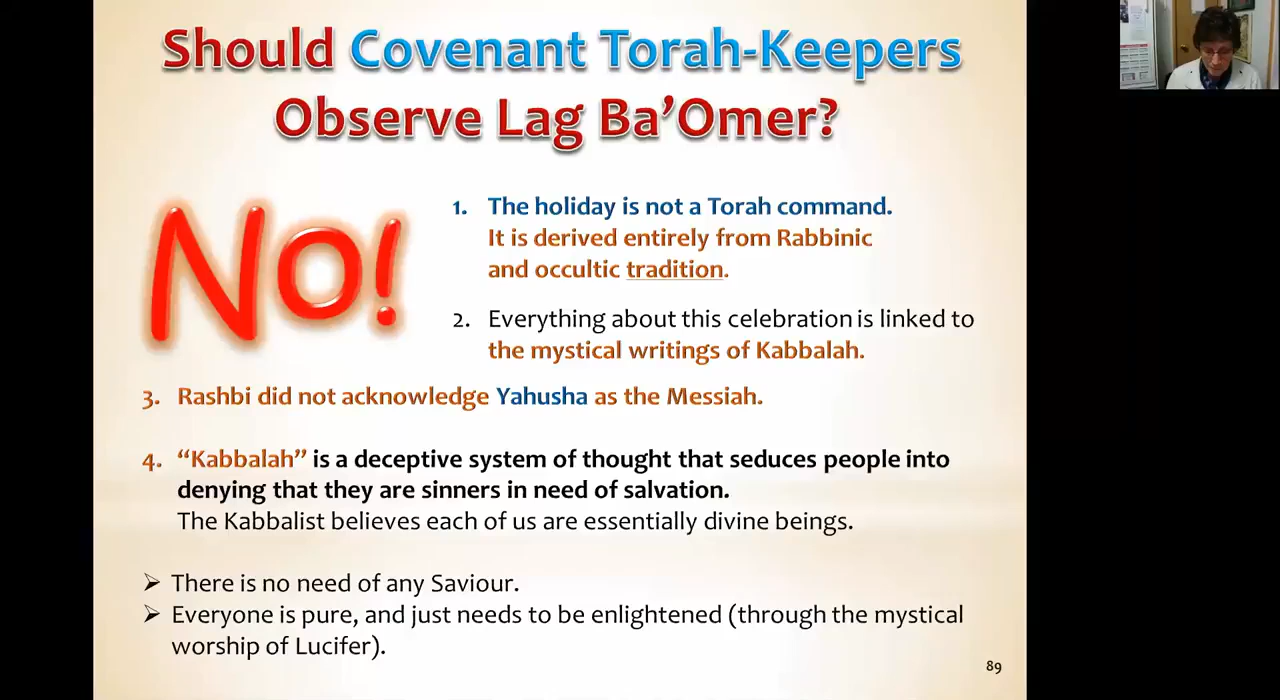 Should Covenant Torah-Keepers
Observe Lag Ba’Omer?
No!
1. The holiday is not a Torah command.
It is derived entirely from Rabbinic
and occultic tradition.
2. Everything about this celebration is linked to
the mystical writings of Kabbalah.
3. Rashbi did not acknowledge Yahusha as the Messiah.
4. “Kabbalah” is a deceptive system of thought that seduces people into
denying that they are sinners in need of salvation.
The Kabbalist believes each of us are essentially divine beings.
➢ There is no need of any Saviour.
➢ Everyone is pure, and just needs to be enlightened (through the mystical
worship of Lucifer).
89